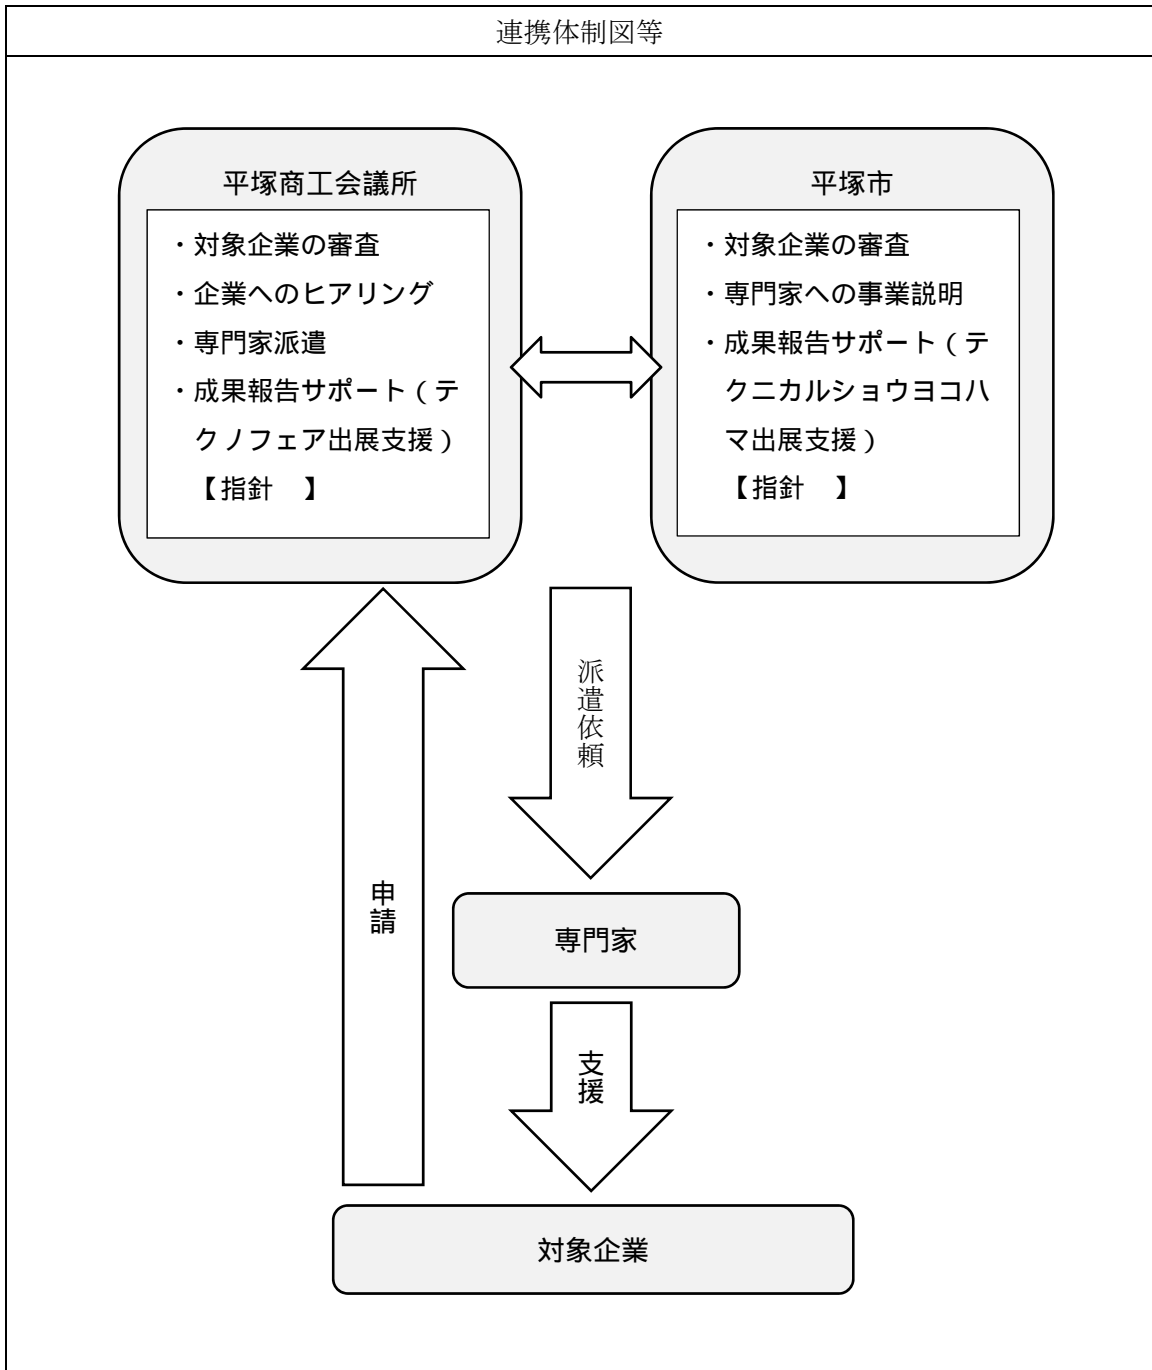 連携体制図等
平塚商工会議所
・対象企業の審査
・企業へのヒアリング
・専門家派遣
・成果報告サポート（テ
クノフェア出展支援）
【指針　】
平塚市
・対象企業の審査
・専門家への事業説明
・成果報告サポート（テ
クニカルショウヨコハ
マ出展支援）
【指針　】
派遣依頼
申請
専門家
支援
対象企業